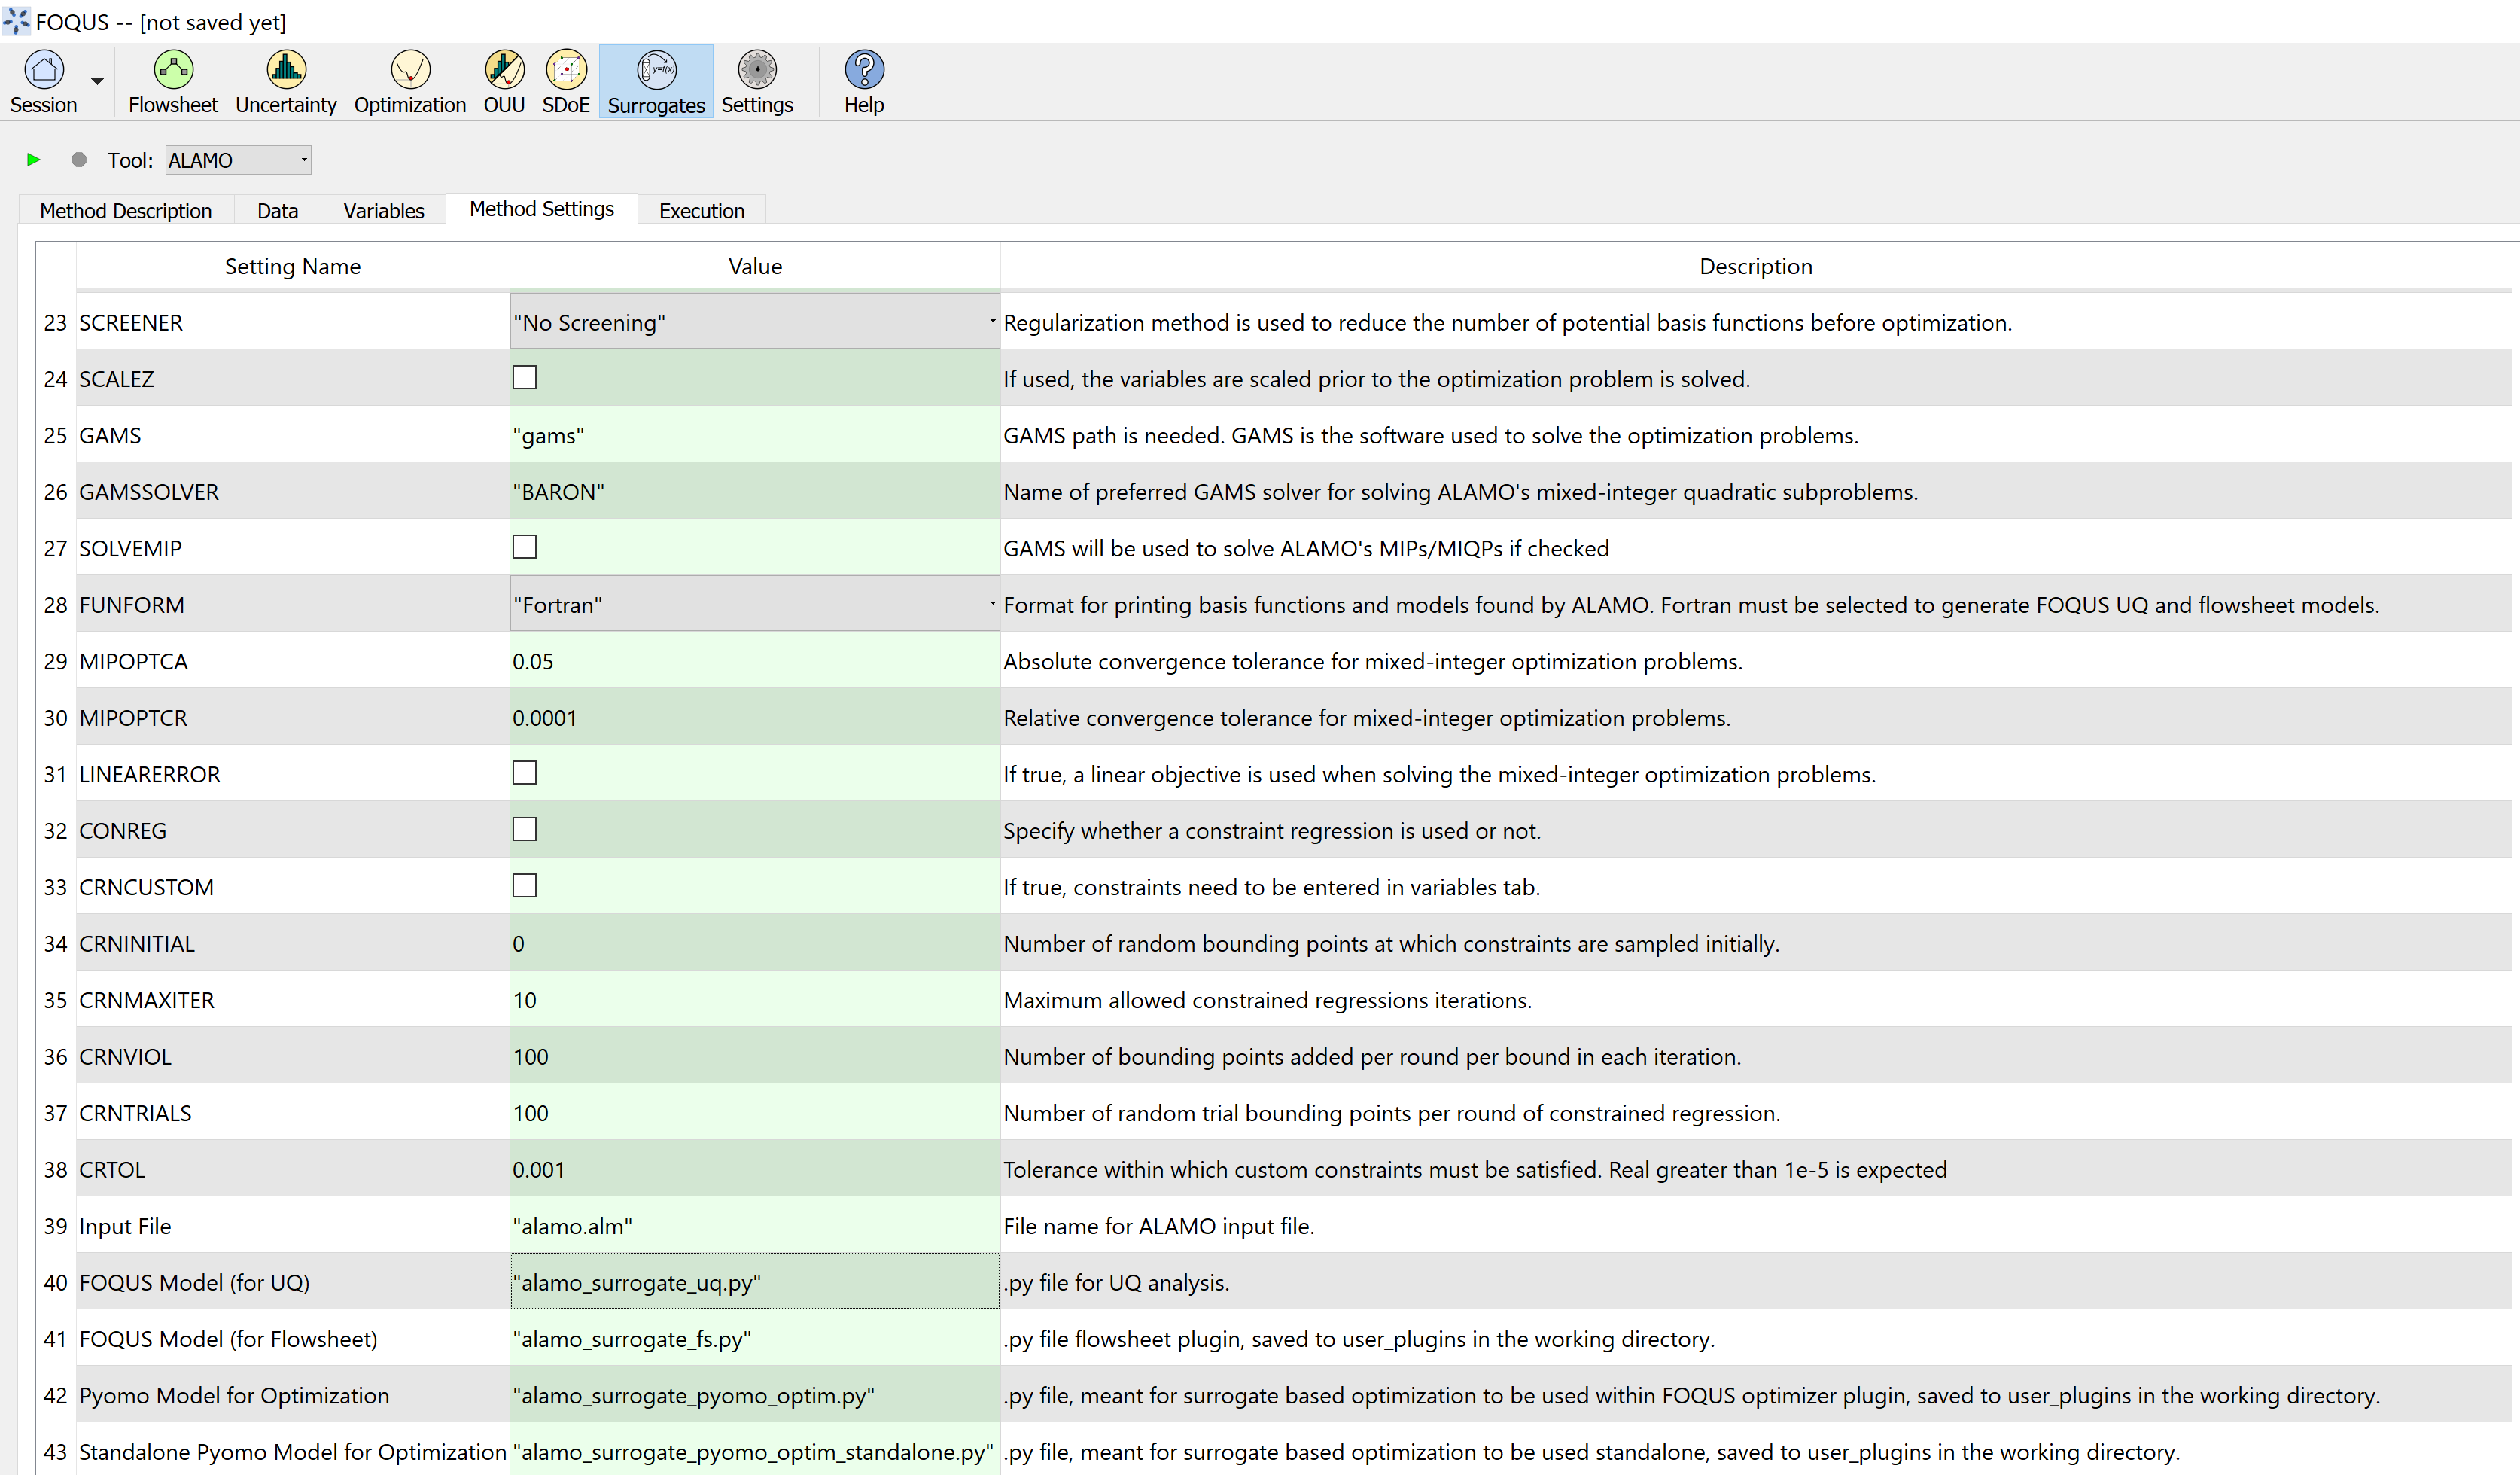 FOQUS -- [not saved yet]
Session Flowsheet Uncertainty Optimization OUU SDoE y=f(x) Surrogates Settings Help
Tool: ALAMO
Method Description Data Variables Method Settings Execution
Setting Name Value Description
23 SCREENER "No Screening" Regularization method is used to reduce the number of potential basis functions before optimization.
24 SCALEZ If used, the variables are scaled prior to the optimization problem is solved.
25 GAMS "gams" GAMS path is needed. GAMS is the software used to solve the optimization problems.
26 GAMSSOLVER "BARON" Name of preferred GAMS solver for solving ALAMO's mixed-integer quadratic subproblems.
27 SOLVEMIP GAMS will be used to solve ALAMO's MIPs/MIQPs if checked
28 FUNFORM "Fortran" Format for printing basis functions and models found by ALAMO. Fortran must be selected to generate FOQUS UQ and flowsheet models.
29 MIPOPTCA 0.05 Absolute convergence tolerance for mixed-integer optimization problems.
30 MIPOPTCR 0.0001 Relative convergence tolerance for mixed-integer optimization problems.
31 LINEARERROR If true, a linear objective is used when solving the mixed-integer optimization problems.
32 CONREG Specify whether a constraint regression is used or not.
33 CRNCUSTOM If true, constraints need to be entered in variables tab.
34 CRNINITIAL 0 Number of random bounding points at which constraints are sampled initially.
35 CRNMAXITER 10 Maximum allowed constrained regressions iterations.
36 CRNVIOL 100 Number of bounding points added per round per bound in each iteration.
37 CRNTRIALS 100 Number of random trial bounding points per round of constrained regression.
38 CRTOL 0.001 Tolerance within which custom constraints must be satisfied. Real greater than 1e-5 is expected
39 Input File "alamo.alm" File name for ALAMO input file.
40 FOQUS Model (for UQ) "alamo_surrogate_uq.py" .py file for UQ analysis.
41 FOQUS Model (for Flowsheet) "alamo_surrogate_fs.py" .py file flowsheet plugin, saved to user_plugins in the working directory.
42 Pyomo Model for Optimization "alamo_surrogate_pyomo_optim.py" .py file, meant for surrogate based optimization to be used within FOQUS optimizer plugin, saved to user_plugins in the working directory.
43 Standalone Pyomo Model for Optimization "alamo_surrogate_pyomo_optim_standalone.py" .py file, meant for surrogate based optimization to be used standalone, saved to user_plugins in the working directory.